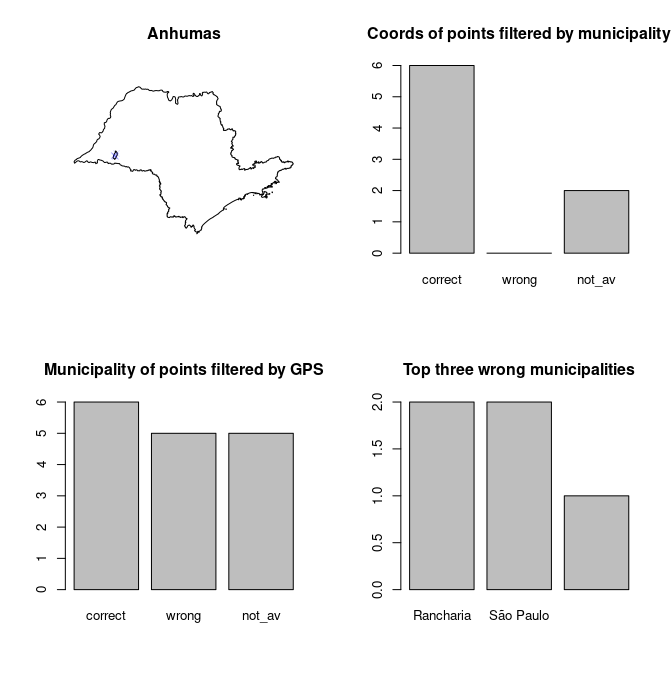 Anhumas
Coords of points filtered by municipality
6
5
4
3
2
1
0
correct wrong not_av
Municipality of points filtered by GPS
6
5
4
3
2
1
0
correct wrong not_av
Top three wrong municipalities
2.0
1.5
1.0
0.5
0.0
Rancharia São Paulo